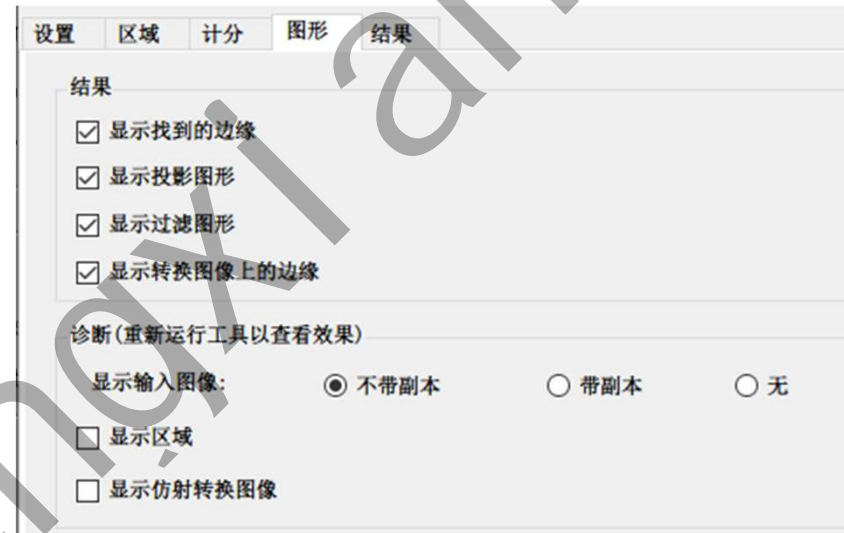 设置 区域 计分 图形 结果
结果
显示找到的边缘
显示投影图形
显示过滤图形
显示转换图像上的边缘
诊断(重新运行工具以查看效果)
显示输入图像: 不带副本 带副本 无
显示区域
显示仿射转换图像